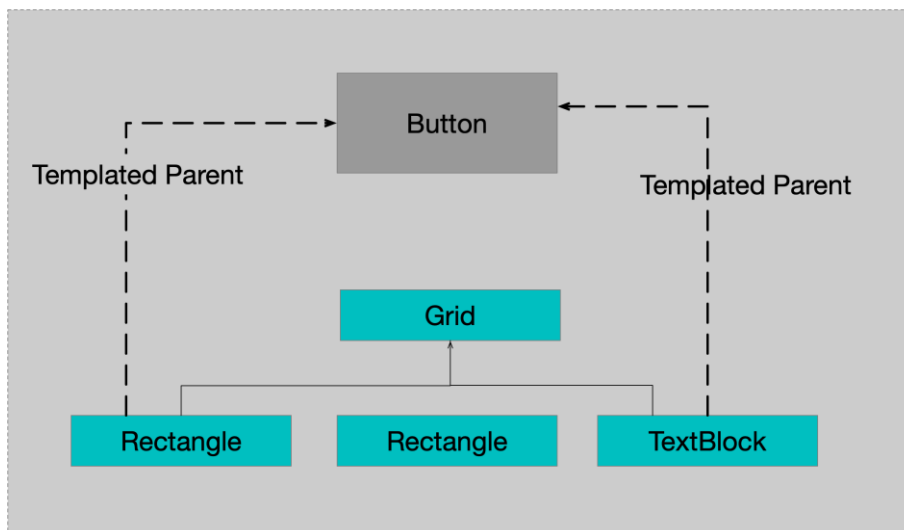 Button
Templated Parent
Templated Parent
Grid
Rectangle
Rectangle
TextBlock